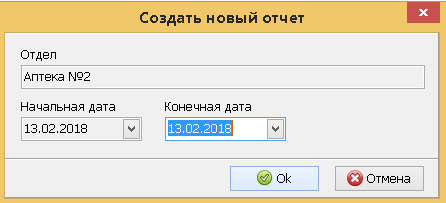 Создать новый отчет
Отдел
Аптека №2
Начальная дата Конечная дата
13.02.2018 13.02.2018
Ok Отмена